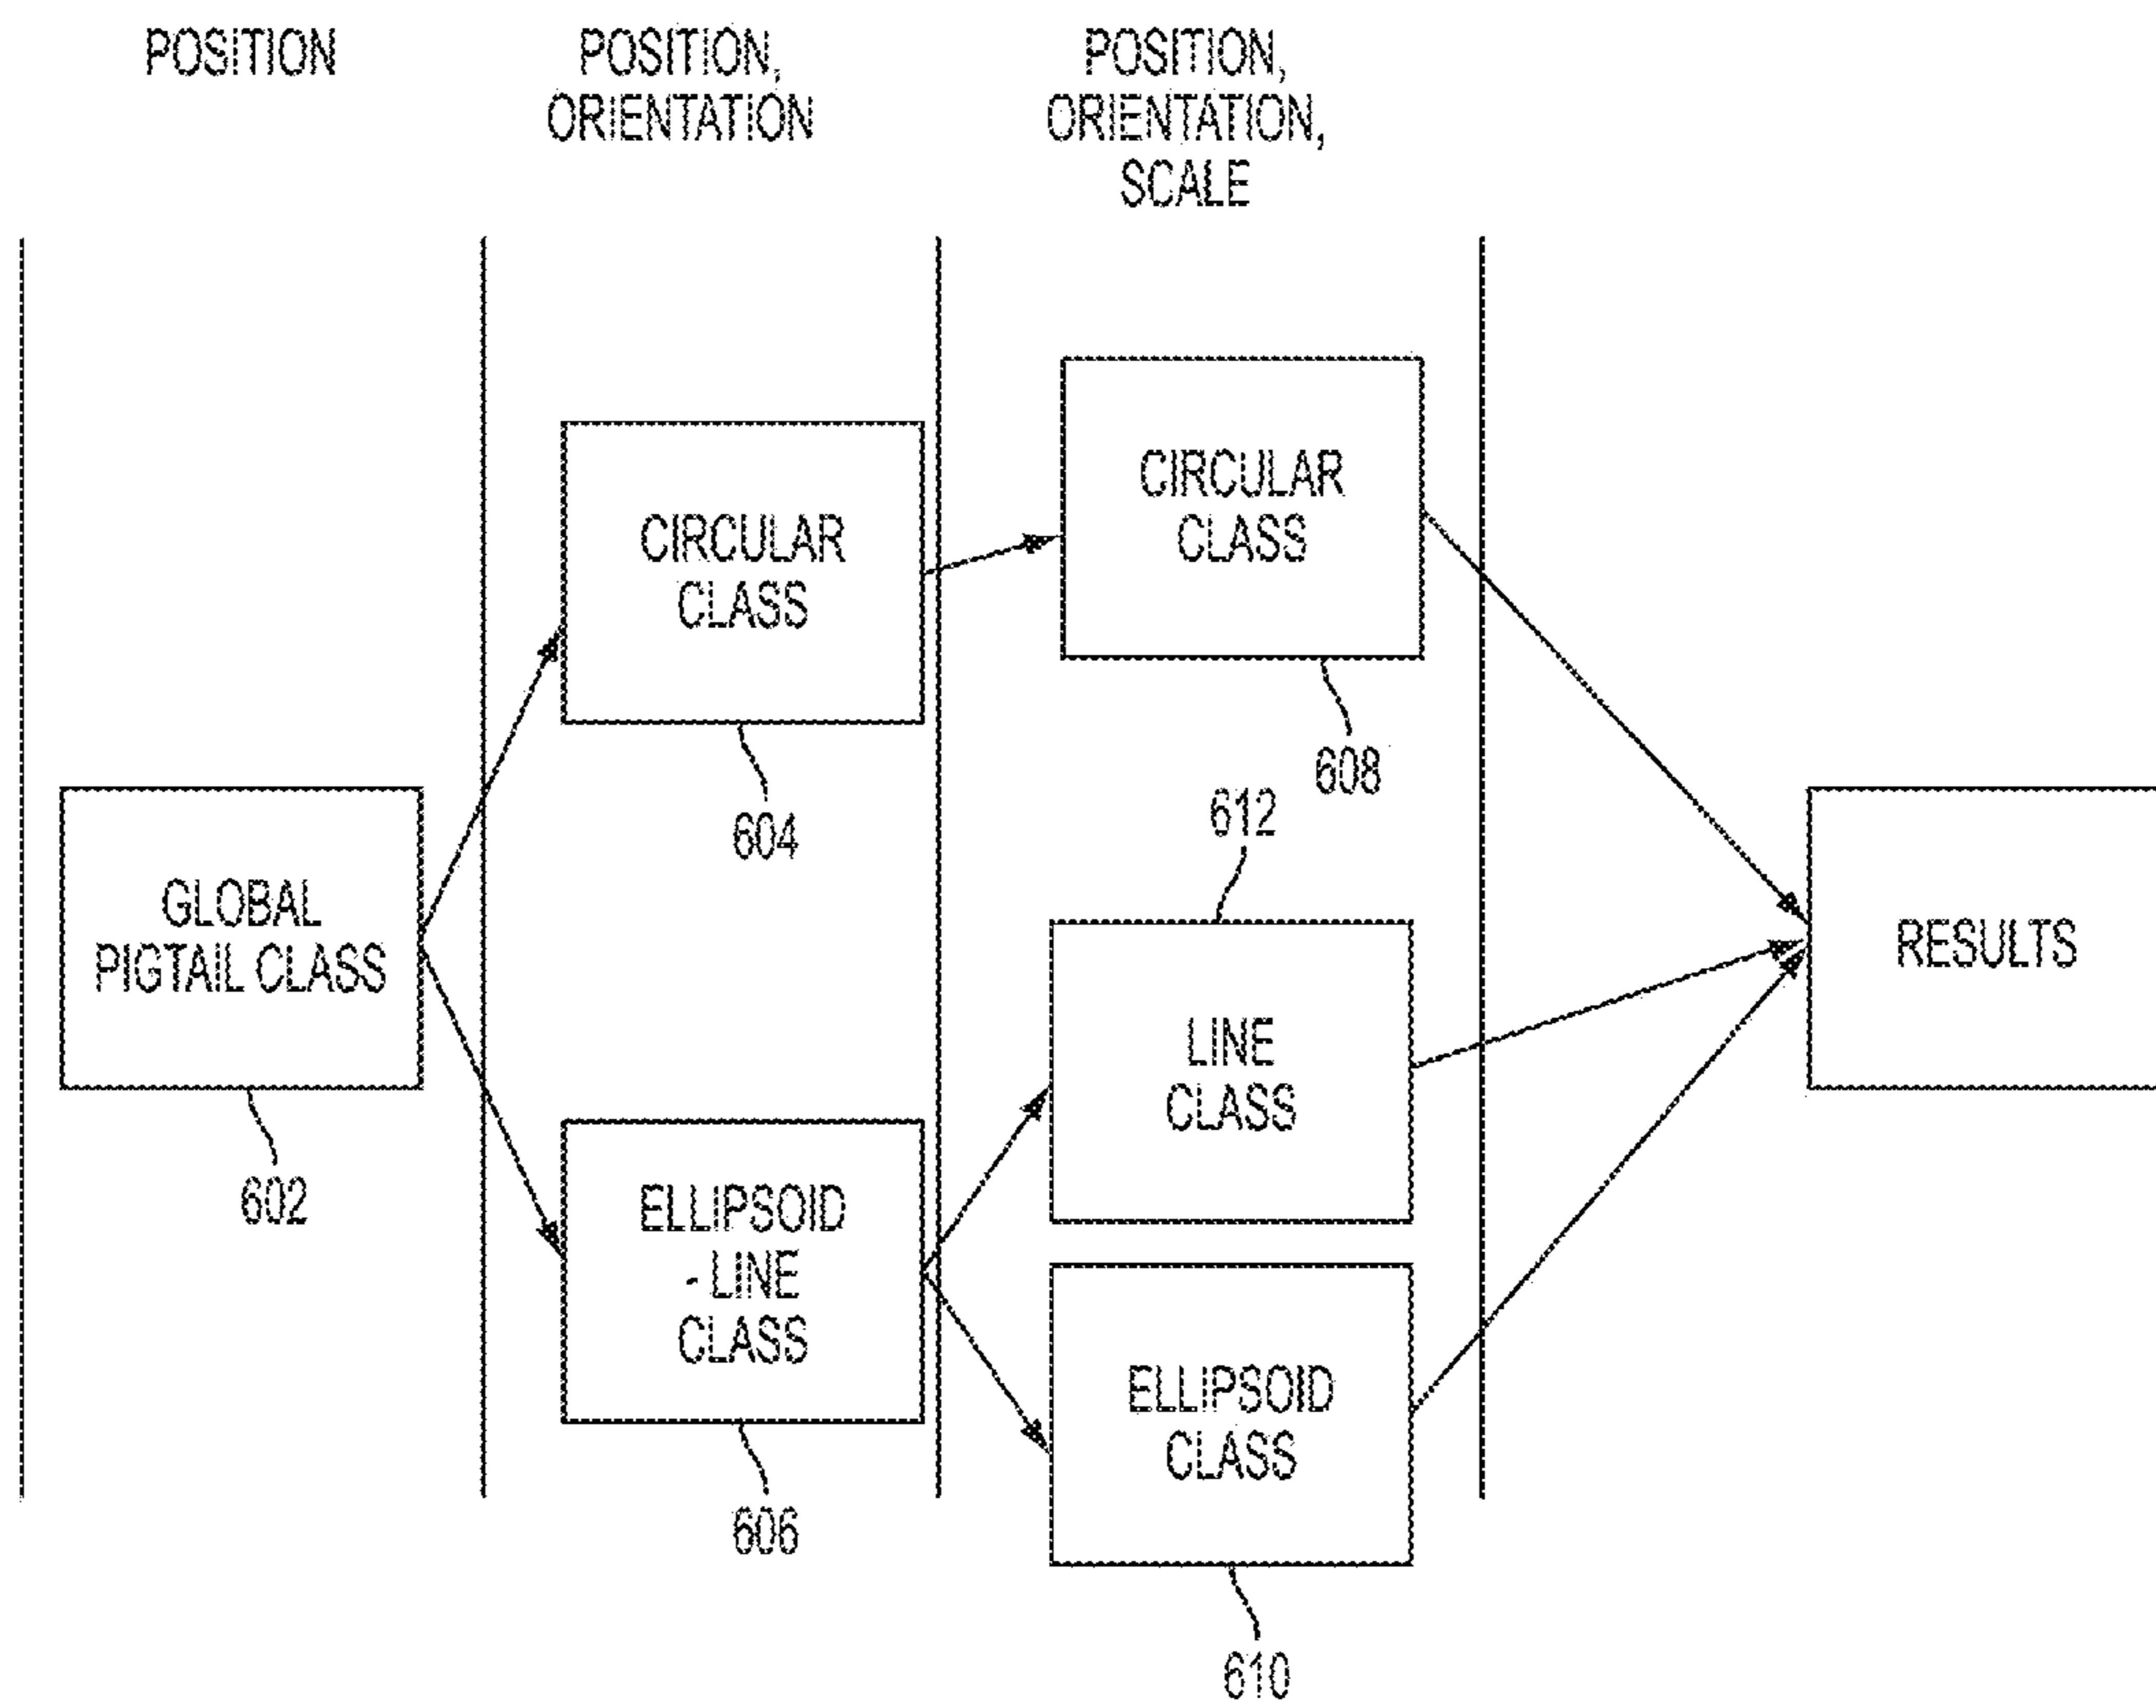 POSITION
POSITION,
ORIENTATION
POSITION,
ORIENTATION,
SCALE
CIRCULAR
CLASS
608
CIRCULAR
CLASS
604
GLOBAL
PIGTAIL CLASS
602
612
LINE
CLASS
RESULTS
ELLIPSOID
- LINE
CLASS
606
ELLIPSOID
CLASS
610